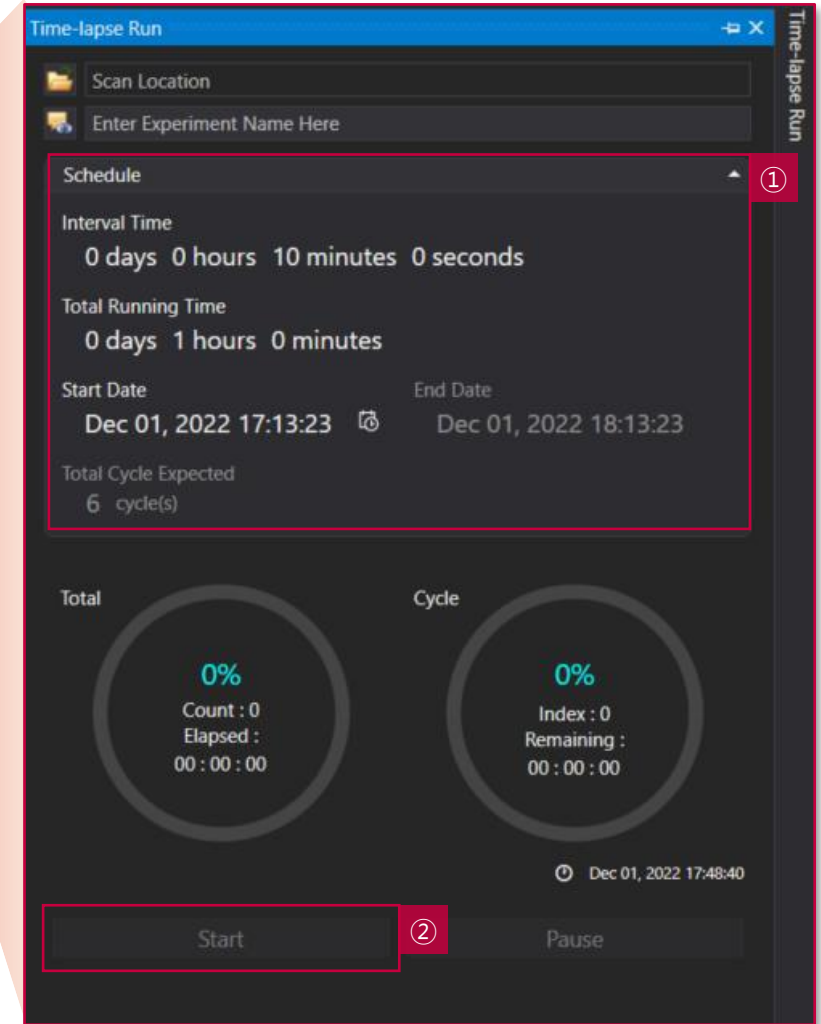 Time-lapse Run
Time-lapse Run
Scan Location
Enter Experiment Name Here
Schedule
①
Interval Time
0 days 0 hours 10 minutes 0 seconds
Total Running Time
0 days 1 hours 0 minutes
Start Date End Date
Dec 01, 2022 17:13:23 Dec 01, 2022 18:13:23
Total Cycle Expected
6 cycle(s)
Total Cycle
0% 0%
Count : 0 Index : 0
Elapsed : Remaining :
00 : 00 : 00 00 : 00 : 00
Dec 01, 2022 17:48:40
Start ② Pause